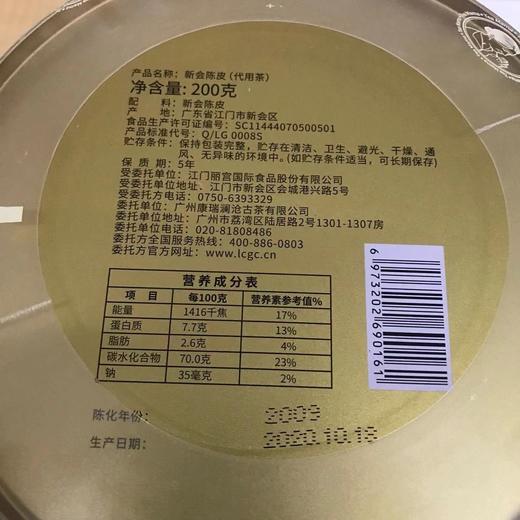 产品名称：新会陈皮（代用茶）
净含量：200克
配　　料：新会陈皮
产　　地：广东省江门市新会区
食品生产许可证编号：SC11444070500501
产品标准代号：Q/LG 0008S
贮存条件：保持包装完整，贮存在清洁、卫生、避光、干燥、通
风、无异味的环境中。(如贮存条件适当，可长期保存)
保 质 期：5年
受委托单位：江门丽宫国际食品股份有限公司
受委托单位地址：江门市新会区会城港兴路5号
受委托方电话：0750-6393329
委托单位：广州康瑞澜沧古茶有限公司
委托单位地址：广州市荔湾区陆居路2号1301-1307房
委托方电话：020-81808486
委托方全国服务热线：400-886-0803
委托方官方网址：www.lcgc.cn
营养成分表
项　目 每100克 营养素参考值%
能量 1416千焦 17%
蛋白质 7.7克 13%
脂肪 2.6克 4%
碳水化合物 70.0克 23%
钠 35毫克 2%
6973202690161
陈化年份：2009
生产日期：2020.10.18